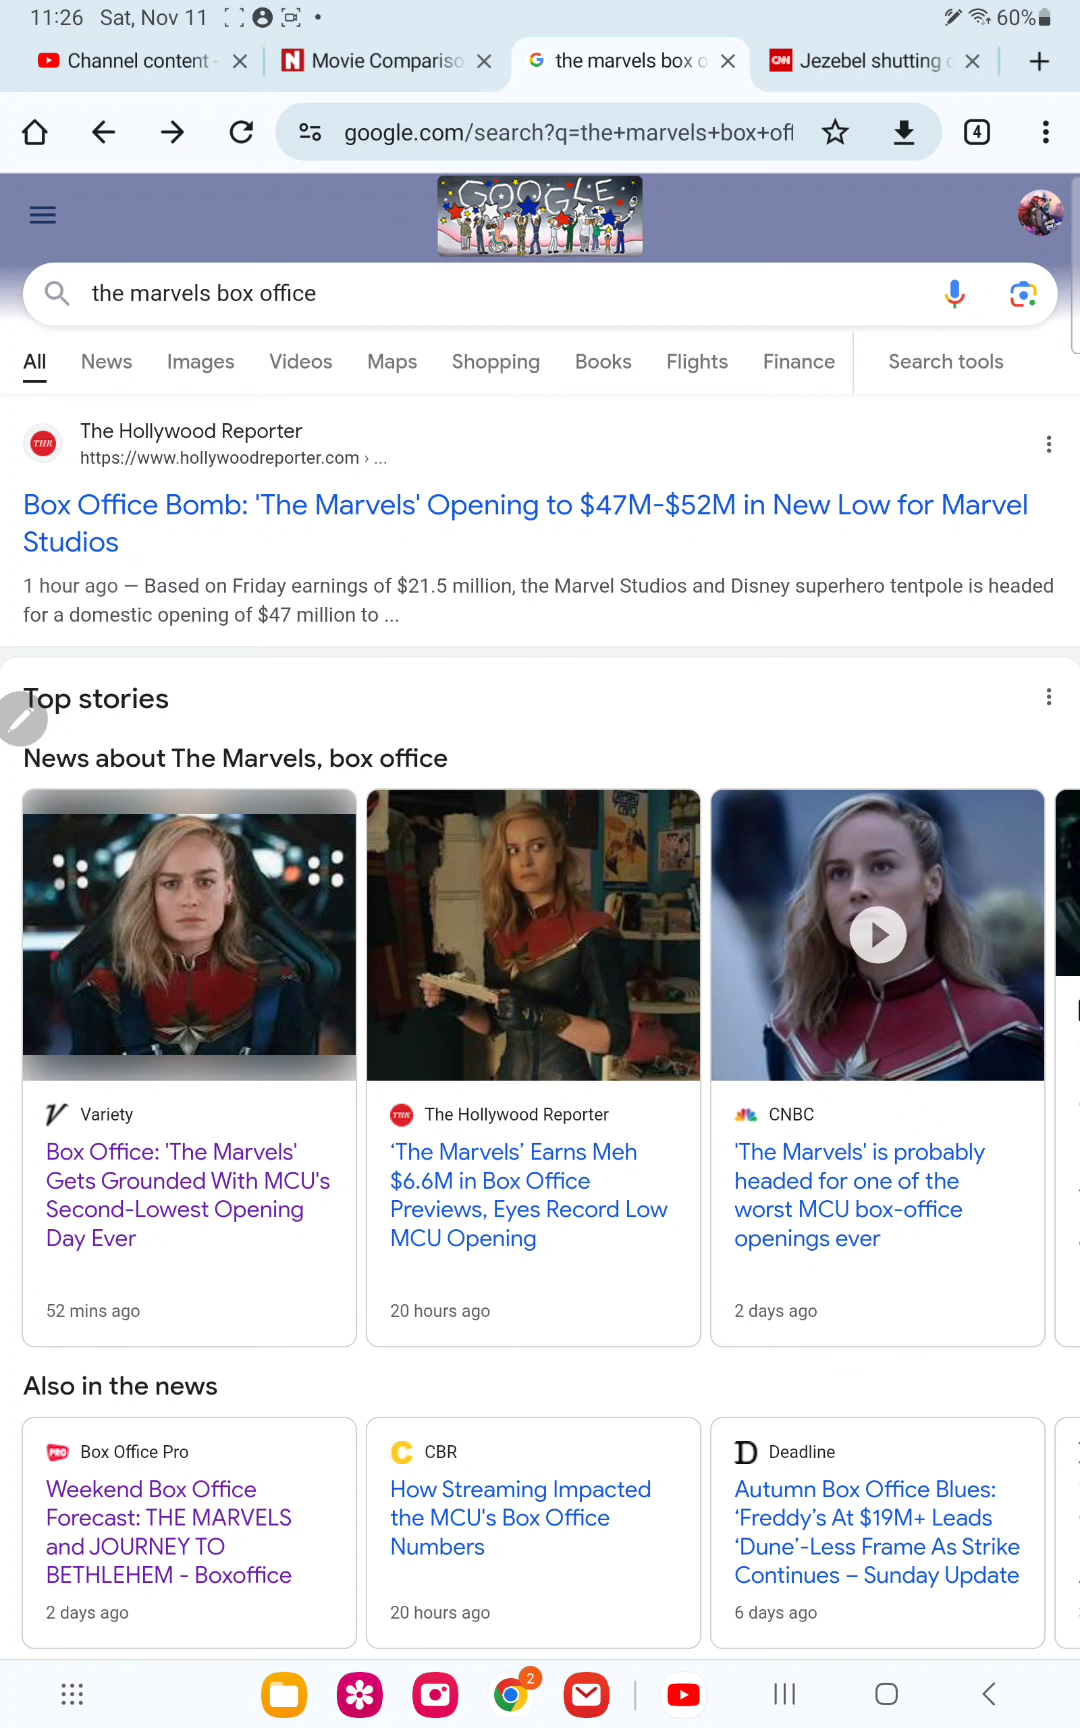 11:26 Sat, Nov 11
60%
Channel content -
Movie Compariso
the marvels box o
Jezebel shutting
google.com/search?q=the+marvels+box+off
4
GOOGLE
the marvels box office
All News Images Videos Maps Shopping Books Flights Finance Search tools
THR
The Hollywood Reporter
https://www.hollywoodreporter.com › ...
Box Office Bomb: 'The Marvels' Opening to $47M-$52M in New Low for Marvel
Studios
1 hour ago — Based on Friday earnings of $21.5 million, the Marvel Studios and Disney superhero tentpole is headed
for a domestic opening of $47 million to ...
Top stories
News about The Marvels, box office
Variety
Box Office: 'The Marvels'
Gets Grounded With MCU's
Second-Lowest Opening
Day Ever
52 mins ago
The Hollywood Reporter
‘The Marvels’ Earns Meh
$6.6M in Box Office
Previews, Eyes Record Low
MCU Opening
20 hours ago
CNBC
'The Marvels' is probably
headed for one of the
worst MCU box-office
openings ever
2 days ago
Also in the news
PRO
Box Office Pro
Weekend Box Office
Forecast: THE MARVELS
and JOURNEY TO
BETHLEHEM - Boxoffice
2 days ago
CBR
How Streaming Impacted
the MCU's Box Office
Numbers
20 hours ago
Deadline
Autumn Box Office Blues:
‘Freddy’s At $19M+ Leads
‘Dune’-Less Frame As Strike
Continues – Sunday Update
6 days ago
2